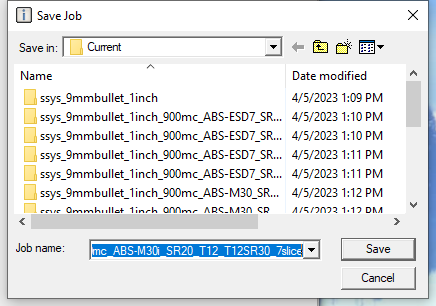 Save Job
Save in: Current
Name Date modified
ssys_9mmbullet_1inch 4/5/2023 1:09 PM
ssys_9mmbullet_1inch_900mc_ABS-ESD7_SR... 4/5/2023 1:10 PM
ssys_9mmbullet_1inch_900mc_ABS-ESD7_SR... 4/5/2023 1:10 PM
ssys_9mmbullet_1inch_900mc_ABS-ESD7_SR... 4/5/2023 1:11 PM
ssys_9mmbullet_1inch_900mc_ABS-ESD7_SR... 4/5/2023 1:11 PM
ssys_9mmbullet_1inch_900mc_ABS-M30_SR... 4/5/2023 1:12 PM
ssys_9mmbullet_1inch_900mc_ABS-M30_SR... 4/5/2023 1:12 PM
Job name: mc_ABS-M30i_SR20_T12_T12SR30_7slice Save
Cancel